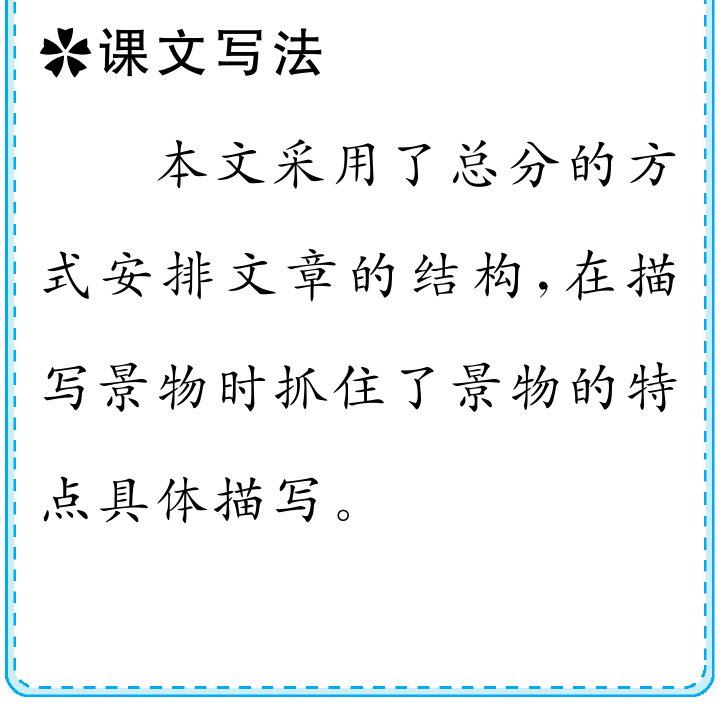 课文写法
本文采用了总分的方
式安排文章的结构,在描
写景物时抓住了景物的特
点具体描写。